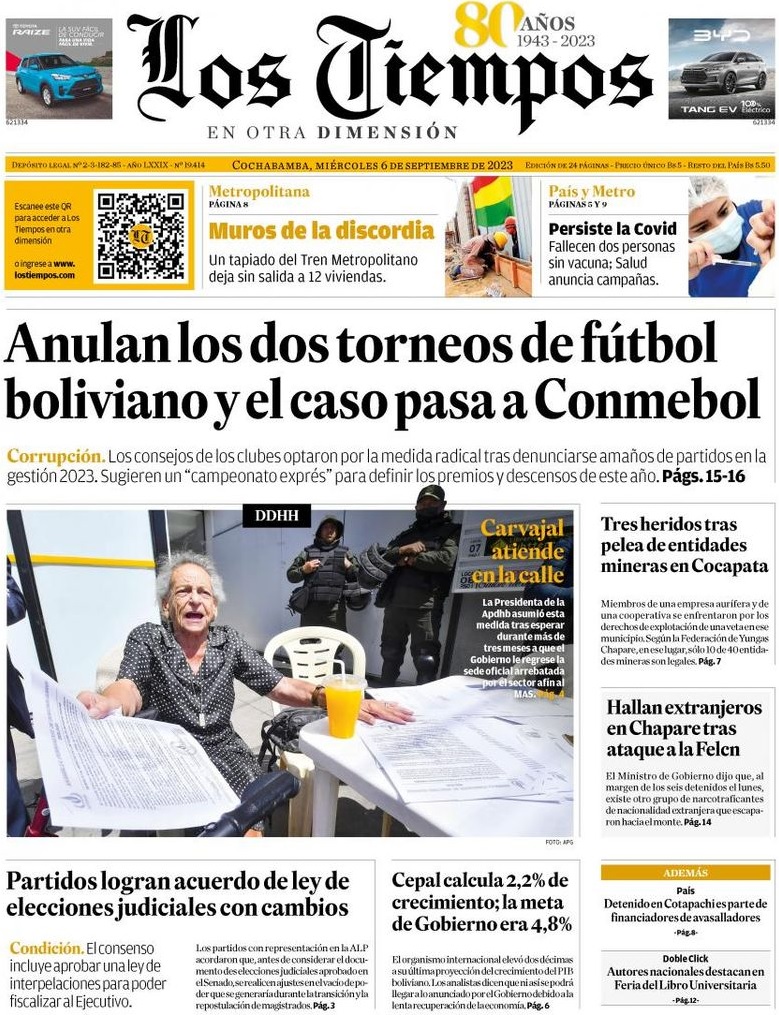 TOYOTA
RAIZE
LA SUV FÁCIL
DE CONDUCIR
PARA UNA VIDA
FÁCIL DE VIVIR.
621334
80 AÑOS
1943 - 2023
Los Tiempos
EN OTRA DIMENSIÓN
BYD
TANG EV 100%
Eléctrico
621334
DEPÓSITO LEGAL Nº 2-3-182-85 - AÑO LXXIX - Nº 19.414
COCHABAMBA, MIÉRCOLES 6 DE SEPTIEMBRE DE 2023
EDICIÓN DE 24 PÁGINAS - PRECIO ÚNICO BS 5 - RESTO DEL PAÍS BS 5.50
Escanee este QR
para acceder a Los
Tiempos en otra
dimensión
o ingrese a www.
lostiempos.com
LT
Metropolitana
PÁGINA 8
Muros de la discordia
Un tapiado del Tren Metropolitano
deja sin salida a 12 viviendas.
País y Metro
PÁGINAS 5 Y 9
Persiste la Covid
Fallecen dos personas
sin vacuna; Salud
anuncia campañas.
Anulan los dos torneos de fútbol
boliviano y el caso pasa a Conmebol
Corrupción. Los consejos de los clubes optaron por la medida radical tras denunciarse amaños de partidos en la
gestión 2023. Sugieren un “campeonato exprés” para definir los premios y descensos de este año. Págs. 15-16
DDHH
Carvajal
atiende
en la calle
La Presidenta de la
Apdhb asumió esta
medida tras esperar
durante más de
tres meses a que el
Gobierno le regrese la
sede oficial arrebatada
por el sector afín al
MAS. Pág. 4
FOTO: APG
Tres heridos tras
pelea de entidades
mineras en Cocapata
Miembros de una empresa aurífera y de
una cooperativa se enfrentaron por los
derechos de explotación de una veta en ese
municipio. Según la Federación de Yungas
Chapare, en ese lugar, sólo 10 de 40 entida-
des mineras son legales. Pág. 7
Hallan extranjeros
en Chapare tras
ataque a la Felcn
El Ministro de Gobierno dijo que, al
margen de los seis detenidos el lunes,
existe otro grupo de narcotraficantes
de nacionalidad extranjera que escapa-
ron hacia el monte. Pág. 14
Partidos logran acuerdo de ley de
elecciones judiciales con cambios
Condición. El consenso
incluye aprobar una ley de
interpelaciones para poder
fiscalizar al Ejecutivo.
Los partidos con representación en la ALP
acordaron que, antes de considerar el docu-
mento des elecciones judiciales aprobado en
el Senado, se realicen ajustes en el vacío de po-
der que se generaría durante la transición y la
repostulación de magistrados. Pág. 3
Cepal calcula 2,2% de
crecimiento; la meta
de Gobierno era 4,8%
El organismo internacional elevó dos décimas
a su última proyección del crecimiento del PIB
boliviano. Los analistas dicen que ni así se podrá
llegar a lo anunciado por el Gobierno debido a la
lenta recuperación de la economía. Pág. 6
ADEMÁS
País
Detenido en Cotapachi es parte de
financiadores de avasalladores
-Pág.8-
Doble Click
Autores nacionales destacan en
Feria del Libro Universitaria
-Pág.12-